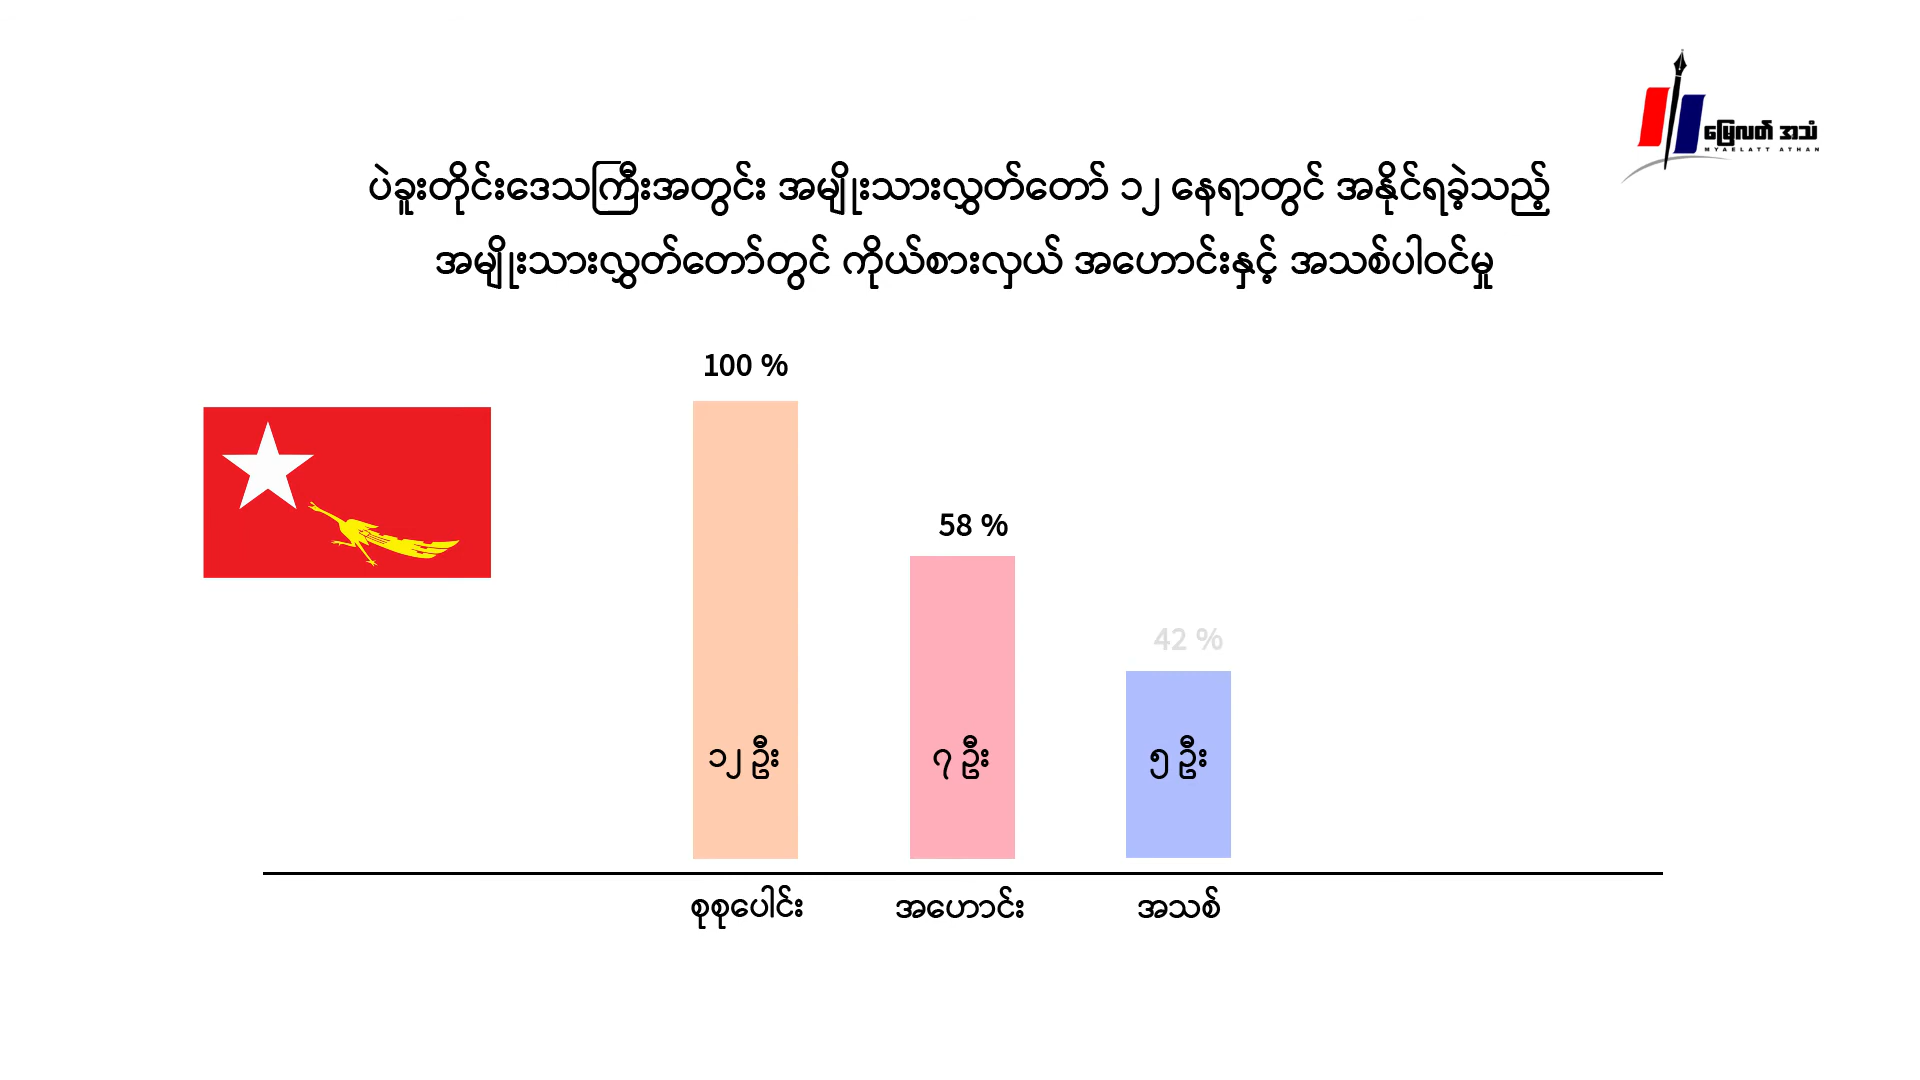 မြေလတ် အသံ
MYAELATT ATHAN
ပဲခူးတိုင်းဒေသကြီးအတွင်း အမျိုးသားလွှတ်တော် ၁၂ နေရာတွင် အနိုင်ရခဲ့သည့်
အမျိုးသားလွှတ်တော်တွင် ကိုယ်စားလှယ် အဟောင်းနှင့် အသစ်ပါဝင်မှု
100 %
58 %
42 %
၁၂ ဦး
၇ ဦး
၅ ဦး
စုစုပေါင်း
အဟောင်း
အသစ်